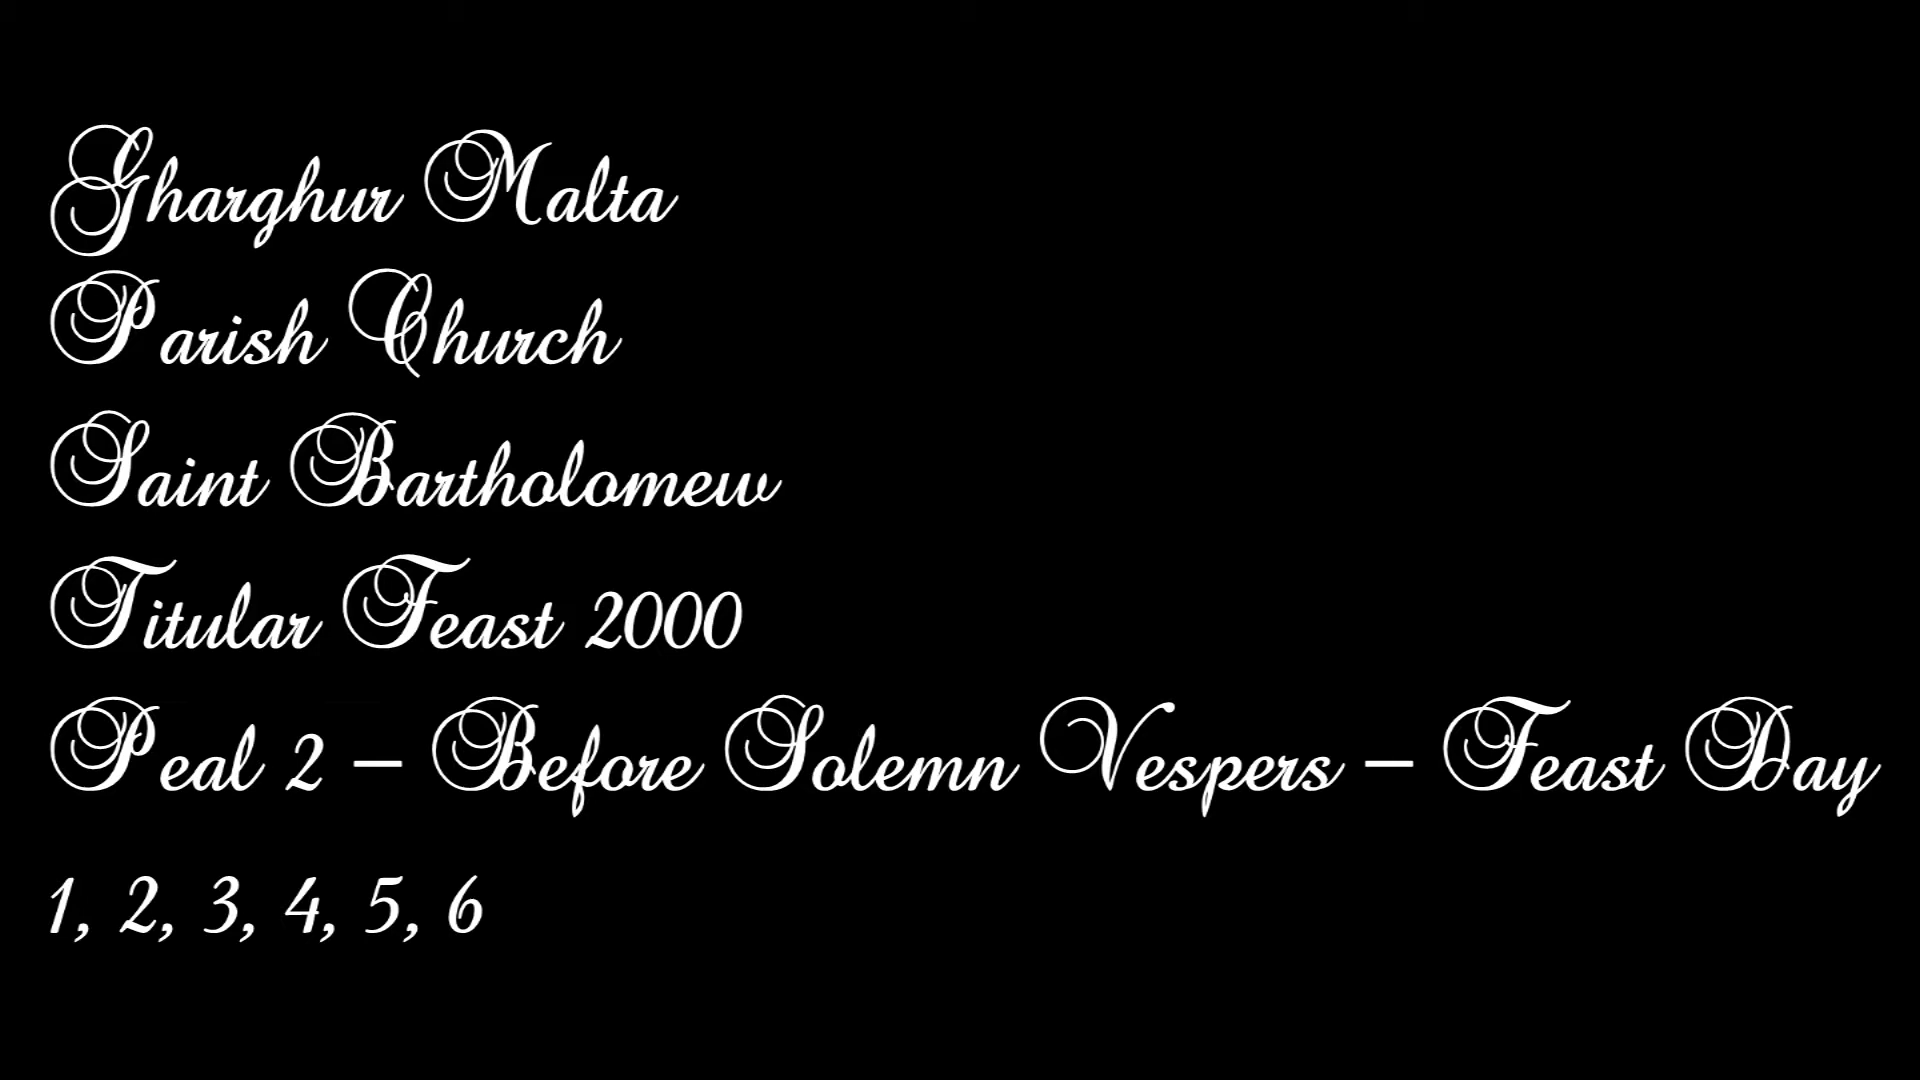 Gharghur Malta
Parish Church
Saint Bartholomew
Titular Feast 2000
Peal 2 – Before Solemn Vespers – Feast Day
1, 2, 3, 4, 5, 6